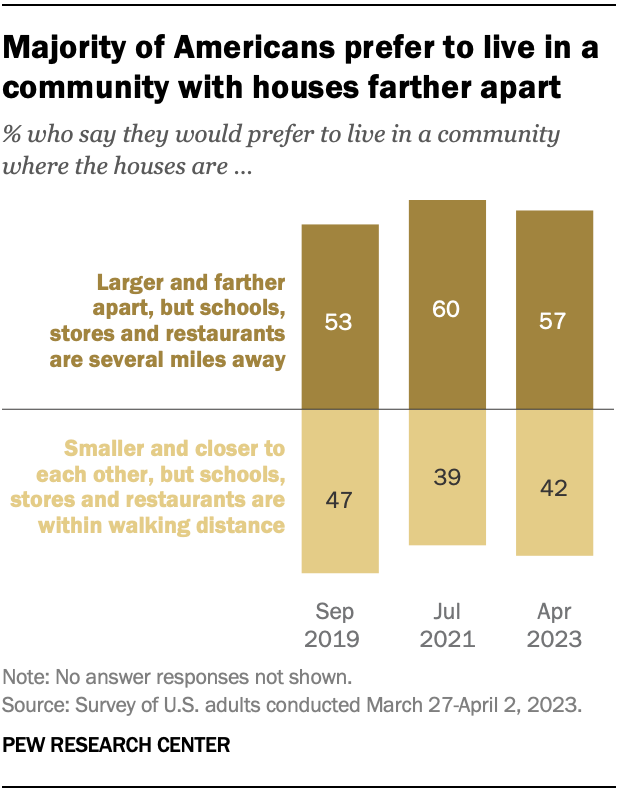 Majority of Americans prefer to live in a
community with houses farther apart
% who say they would prefer to live in a community
where the houses are ...
Larger and farther
apart, but schools,
stores and restaurants
are several miles away
53
60
57
Smaller and closer to
each other, but schools,
stores and restaurants are
within walking distance
47
39
42
Sep
2019
Jul
2021
Apr
2023
Note: No answer responses not shown.
Source: Survey of U.S. adults conducted March 27-April 2, 2023.
PEW RESEARCH CENTER